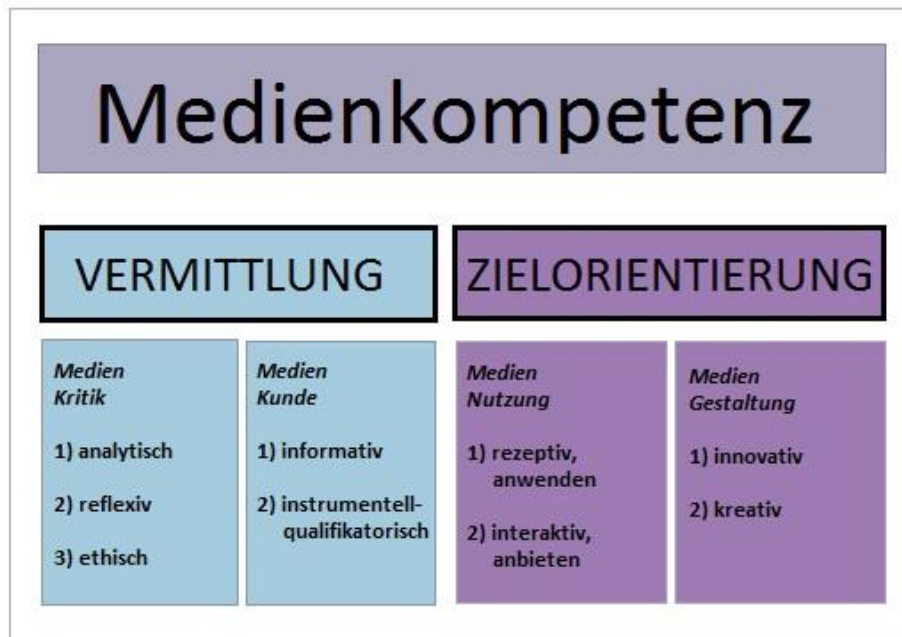 Medienkompetenz
VERMITTLUNG
ZIELORIENTIERUNG
Medien
Kritik
1) analytisch
2) reflexiv
3) ethisch
Medien
Kunde
1) informativ
2) instrumentell-
qualifikatorisch
Medien
Nutzung
1) rezeptiv,
anwenden
2) interaktiv,
anbieten
Medien
Gestaltung
1) innovativ
2) kreativ